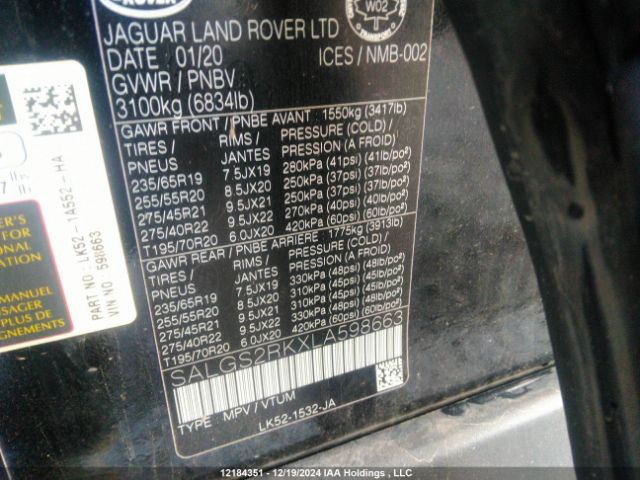 ROVER
W02
TRANSPORT
JAGUAR LAND ROVER LTD
DATE 01/20
ICES / NMB-002
GVWR / PNBV
3100kg (6834lb)
GAWR FRONT / PNBE AVANT 1550kg (3417lb)
TIRES / RIMS / PRESSURE (COLD) /
PNEUS JANTES PRESSION (A FROID)
235/65R19 7.5JX19 280kPa (41psi) (41lb/po²)
255/55R20 8.5JX20 250kPa (37psi) (37lb/po²)
275/45R21 9.5JX21 250kPa (37psi) (37lb/po²)
275/40R22 9.5JX22 270kPa (40psi) (40lb/po²)
T195/70R20 6.0JX20 420kPa (60psi) (60lb/po²)
GAWR REAR / PNBE ARRIERE 1775kg (3913lb)
TIRES / RIMS / PRESSURE (COLD) /
PNEUS JANTES PRESSION (A FROID)
235/65R19 7.5JX19 330kPa (48psi) (48lb/po²)
255/55R20 8.5JX20 310kPa (45psi) (45lb/po²)
275/45R21 9.5JX21 310kPa (45psi) (45lb/po²)
275/40R22 9.5JX22 330kPa (48psi) (48lb/po²)
T195/70R20 6.0JX20 420kPa (60psi) (60lb/po²)
SALGS2RKXLA598663
TYPE MPV / VTUM
LK52-1532-JA
PART NO : LK52-1A552-HA
VIN NO : 598663
12184351 - 12/19/2024 IAA Holdings , LLC